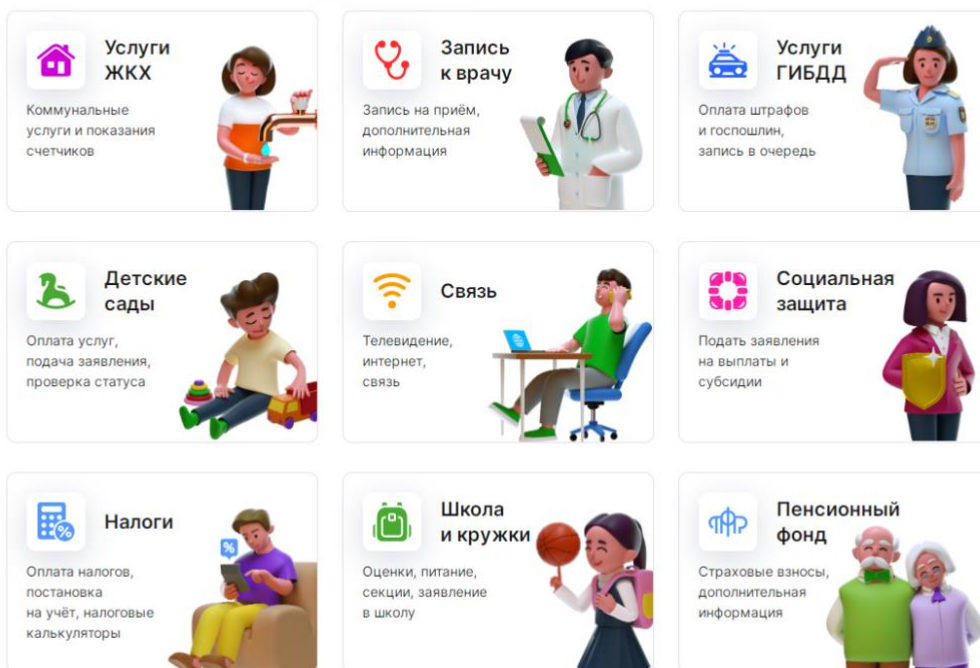 Услуги
ЖКХ
Коммунальные
услуги и показания
счетчиков
Запись
к врачу
Запись на приём,
дополнительная
информация
Услуги
ГИБДД
Оплата штрафов
и госпошлин,
запись в очередь
Детские
сады
Оплата услуг,
подача заявления,
проверка статуса
Связь
Телевидение,
интернет,
связь
Социальная
защита
Подать заявления
на выплаты и
субсидии
Налоги
%
%
Оплата налогов,
постановка
на учёт, налоговые
калькуляторы
Школа
и кружки
Оценки, питание,
секции, заявление
в школу
Пенсионный
фонд
Страховые взносы,
дополнительная
информация